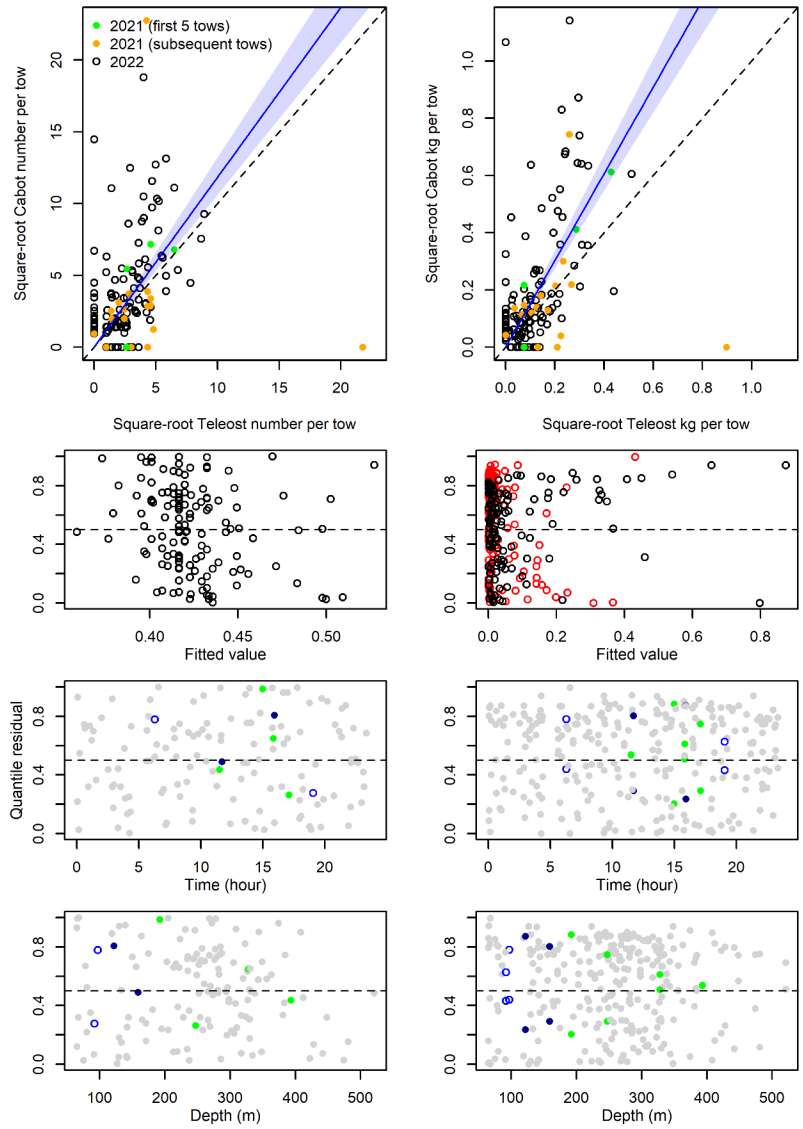 2021 (first 5 tows)
2021 (subsequent tows)
2022
Square-root Cabot number per tow
0 5 10 15 20
0 5 10 15 20
Square-root Teleost number per tow
Square-root Cabot kg per tow
0.0 0.2 0.4 0.6 0.8 1.0
0.0 0.2 0.4 0.6 0.8 1.0
Square-root Teleost kg per tow
0.0 0.4 0.8
0.40 0.45 0.50
Fitted value
0.0 0.4 0.8
0.0 0.2 0.4 0.6 0.8
Fitted value
Quantile residual
0.0 0.4 0.8
0 5 10 15 20
Time (hour)
0.0 0.4 0.8
0 5 10 15 20
Time (hour)
0.0 0.4 0.8
100 200 300 400 500
Depth (m)
0.0 0.4 0.8
100 200 300 400 500
Depth (m)